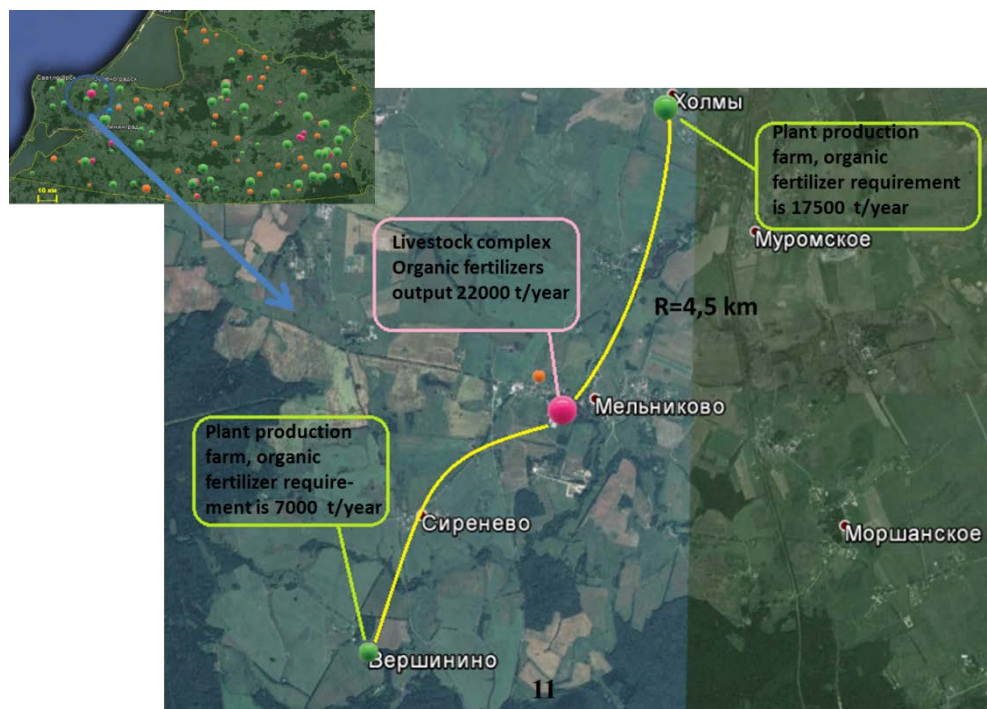 Светлогорск
Зеленоградск
10 км
Холмы
Plant production
farm, organic
fertilizer requirement
is 17500 t/year
Муромское
Livestock complex
Organic fertilizers
output 22000 t/year
R=4,5 km
Мельниково
Plant production
farm, organic
fertilizer require-
ment is 7000 t/year
Сиренево
Моршанское
Вершинино
11